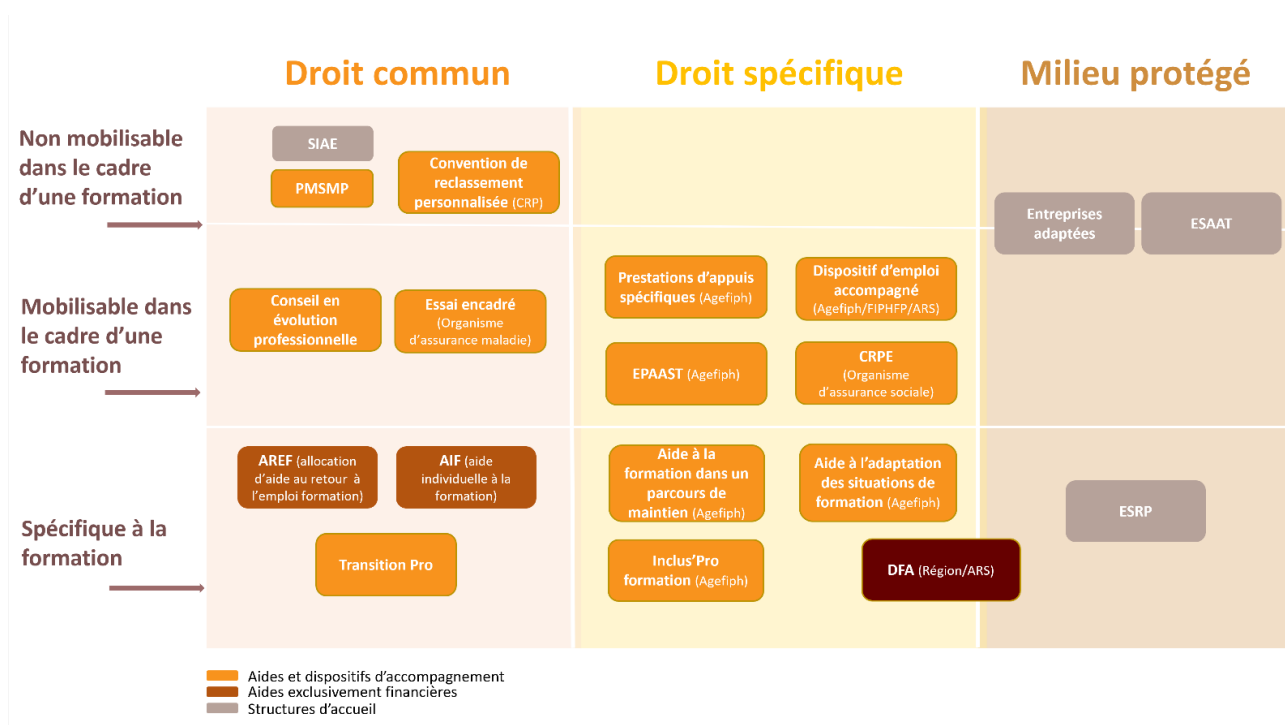 Droit commun
Droit spécifique
Milieu protégé
Non mobilisable
dans le cadre
d'une formation
SIAE
PMSMP
Convention de
reclassement
personnalisée (CRP)
Entreprises
adaptées
ESAAT
Mobilisable dans
le cadre d'une
formation
Conseil en
évolution
professionnelle
Essai encadré
(Organisme
d'assurance maladie)
Prestations d'appuis
spécifiques (Agefiph)
Dispositif d'emploi
accompagné
(Agefiph/FIPHFP/ARS)
EPAAST (Agefiph)
CRPE
(Organisme
d'assurance sociale)
Spécifique à la
formation
AREF (allocation
d'aide au retour à
l'emploi formation)
AIF (aide
individuelle à la
formation)
Transition Pro
Aide à la
formation dans un
parcours de
maintien (Agefiph)
Aide à l'adaptation
des situations de
formation (Agefiph)
Inclus'Pro
formation (Agefiph)
DFA (Région/ARS)
ESRP
Aides et dispositifs d'accompagnement
Aides exclusivement financières
Structures d'accueil